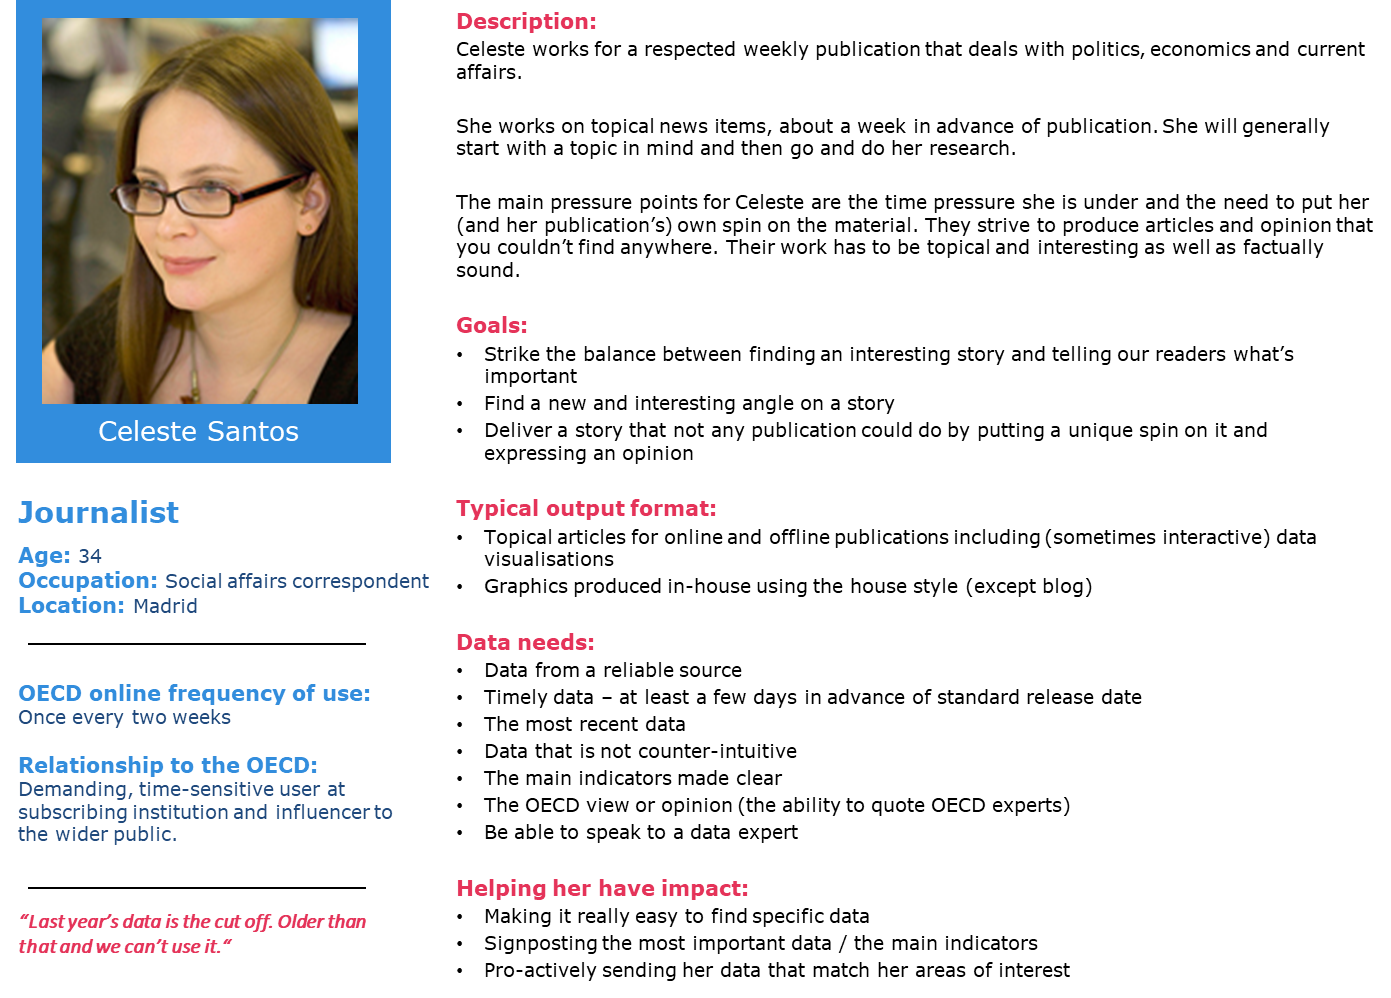 Celeste Santos
Journalist
Age: 34
Occupation: Social affairs correspondent
Location: Madrid
OECD online frequency of use:
Once every two weeks
Relationship to the OECD:
Demanding, time-sensitive user at
subscribing institution and influencer to
the wider public.
“Last year’s data is the cut off. Older than
that and we can’t use it.“
Description:
Celeste works for a respected weekly publication that deals with politics, economics and current
affairs.
She works on topical news items, about a week in advance of publication. She will generally
start with a topic in mind and then go and do her research.
The main pressure points for Celeste are the time pressure she is under and the need to put her
(and her publication’s) own spin on the material. They strive to produce articles and opinion that
you couldn’t find anywhere. Their work has to be topical and interesting as well as factually
sound.
Goals:
• Strike the balance between finding an interesting story and telling our readers what’s
important
• Find a new and interesting angle on a story
• Deliver a story that not any publication could do by putting a unique spin on it and
expressing an opinion
Typical output format:
• Topical articles for online and offline publications including (sometimes interactive) data
visualisations
• Graphics produced in-house using the house style (except blog)
Data needs:
• Data from a reliable source
• Timely data – at least a few days in advance of standard release date
• The most recent data
• Data that is not counter-intuitive
• The main indicators made clear
• The OECD view or opinion (the ability to quote OECD experts)
• Be able to speak to a data expert
Helping her have impact:
• Making it really easy to find specific data
• Signposting the most important data / the main indicators
• Pro-actively sending her data that match her areas of interest